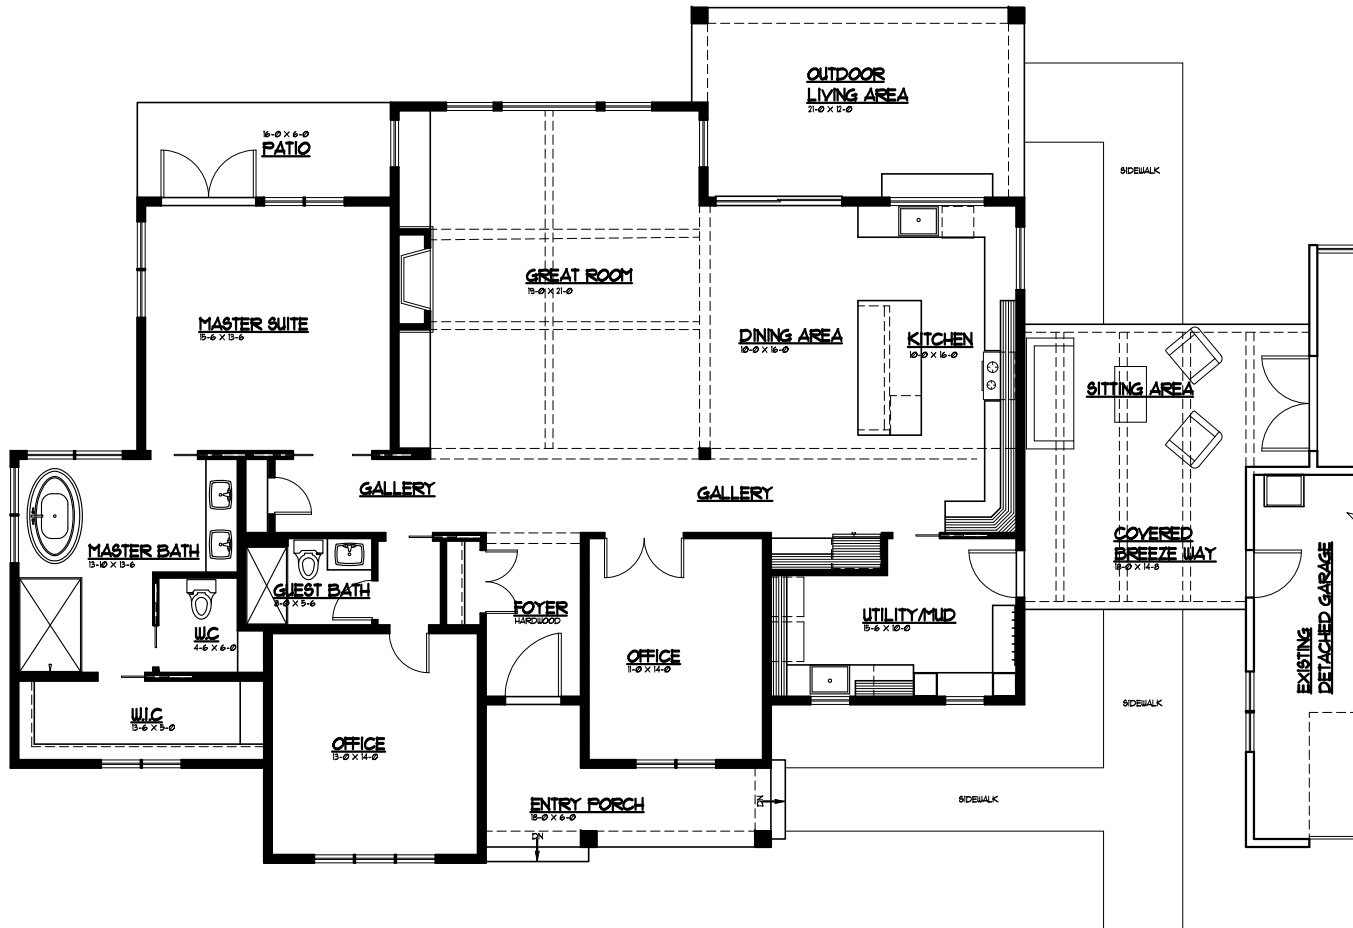 OUTDOOR
LIVING AREA
21-0 X 12-0
16-0 X 6-0
PATIO
SIDEWALK
GREAT ROOM
19-0 X 21-0
MASTER SUITE
15-6 X 13-6
DINING AREA
10-0 X 16-0
KITCHEN
10-0 X 16-0
SITTING AREA
GALLERY
GALLERY
COVERED
BREEZE WAY
18-0 X 14-8
MASTER BATH
13-10 X 13-6
GUEST BATH
8-0 X 5-6
FOYER
HARDWOOD
UTILITY/MUD
15-6 X 10-0
W.C
4-6 X 6-0
OFFICE
11-0 X 14-0
EXISTING
DETACHED GARAGE
W.I.C
13-6 X 5-0
SIDEWALK
OFFICE
13-0 X 14-0
ENTRY PORCH
18-0 X 6-0
DN
DN
SIDEWALK